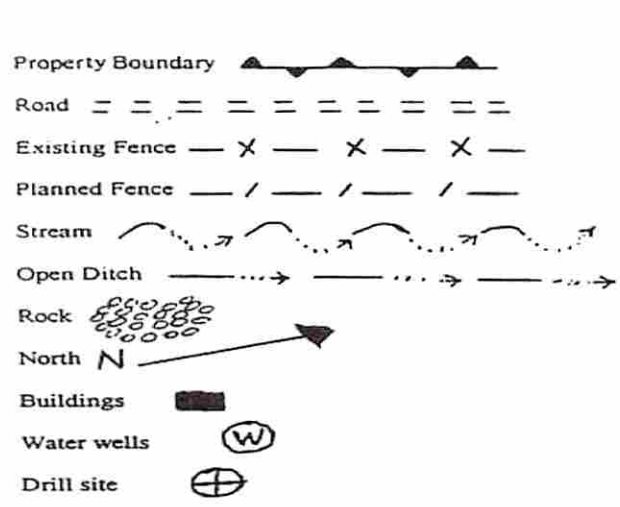 Property Boundary
Road
Existing Fence
Planned Fence
Stream
Open Ditch
Rock
North N
Buildings
Water wells W
Drill site